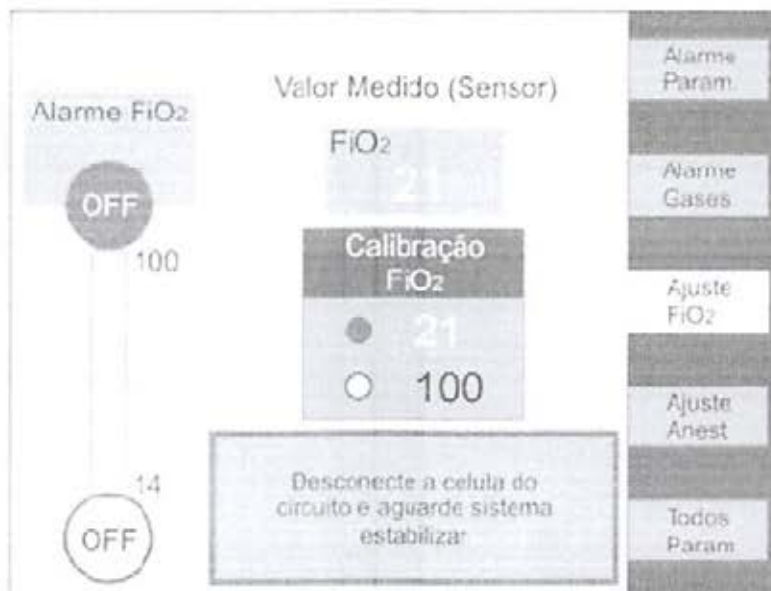 Alarme FiO2
OFF
100
14
OFF
Valor Medido (Sensor)
FiO2
21
Calibração
FiO2
21
100
Desconecte a celula do
circuito e aguarde sistema
estabilizar
Alarme
Param.
Alarme
Gases
Ajuste
FiO2
Ajuste
Anest
Todos
Param